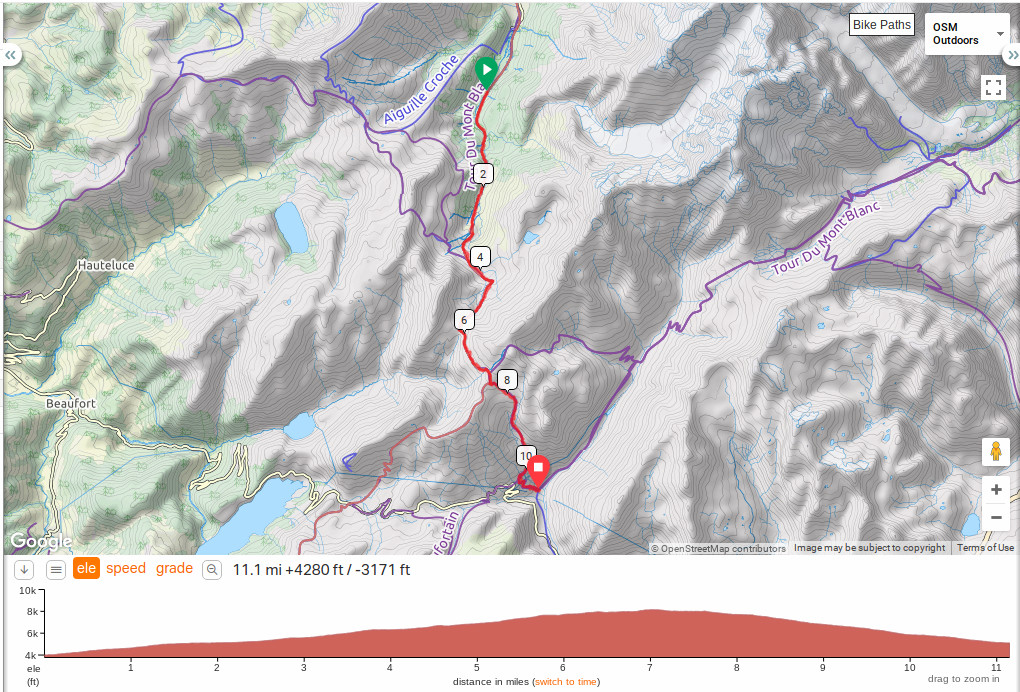 Bike Paths
OSM
Outdoors
Aiguille Croche
Tour Du Mont Blanc
2
Tour Du Mont Blanc
4
Hauteluce
6
8
Beaufort
10
fortain
Google
© OpenStreetMap contributors
Image may be subject to copyright
Terms of Use
ele speed grade 11.1 mi +4280 ft / -3171 ft
10k
8k
6k
4k
ele
(ft)
1 2 3 4 5 6 7 8 9 10 11
distance in miles (switch to time)
drag to zoom in